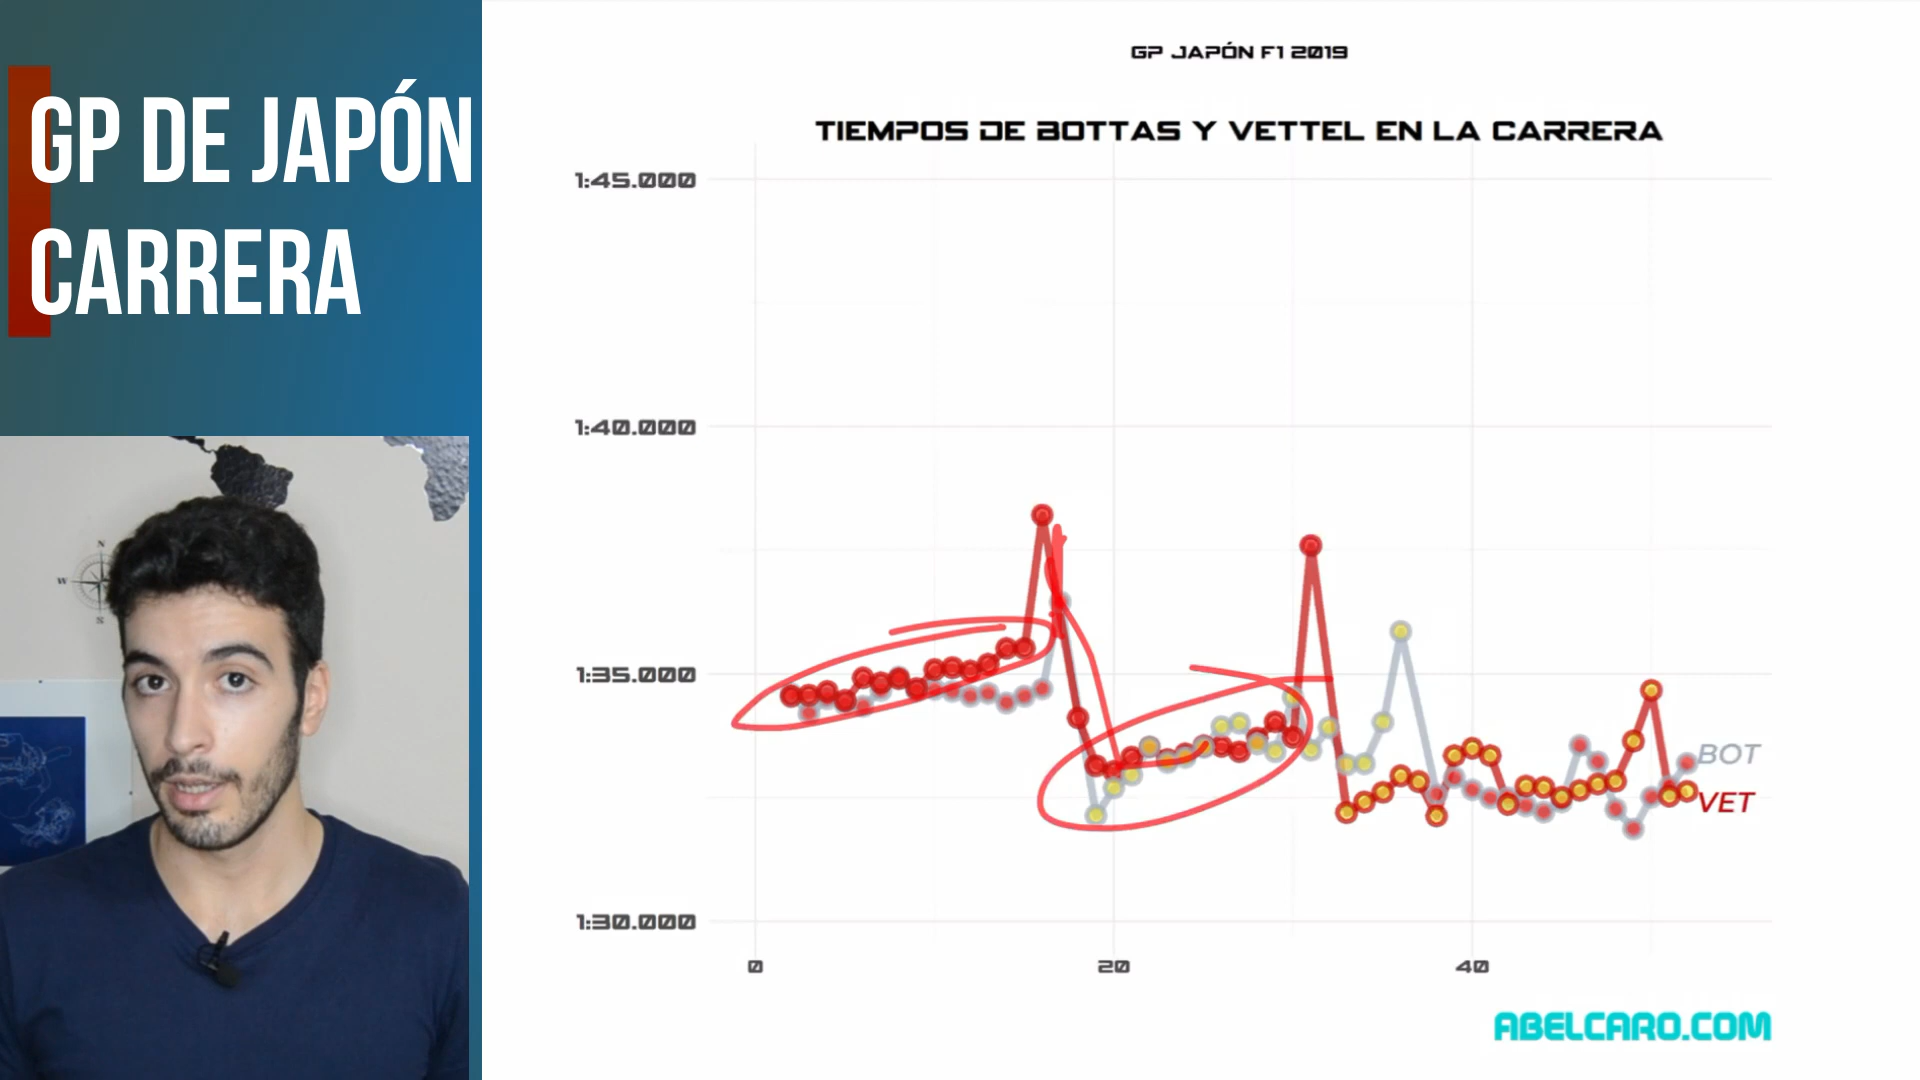 GP DE JAPÓN
CARRERA
N
W
S
GP JAPÓN F1 2019
TIEMPOS DE BOTTAS Y VETTEL EN LA CARRERA
1:45.000
1:40.000
1:35.000
1:30.000
0
20
40
BOT
VET
ABELCARO.COM